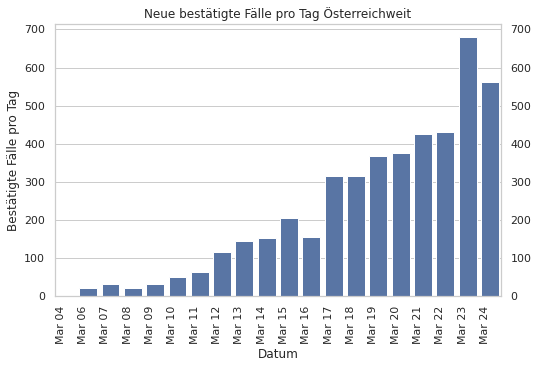 Neue bestätigte Fälle pro Tag Österreichweit
700
600
500
400
300
200
100
0
Bestätigte Fälle pro Tag
700
600
500
400
300
200
100
0
Mar 04
Mar 06
Mar 07
Mar 08
Mar 09
Mar 10
Mar 11
Mar 12
Mar 13
Mar 14
Mar 15
Mar 16
Mar 17
Mar 18
Mar 19
Mar 20
Mar 21
Mar 22
Mar 23
Mar 24
Datum